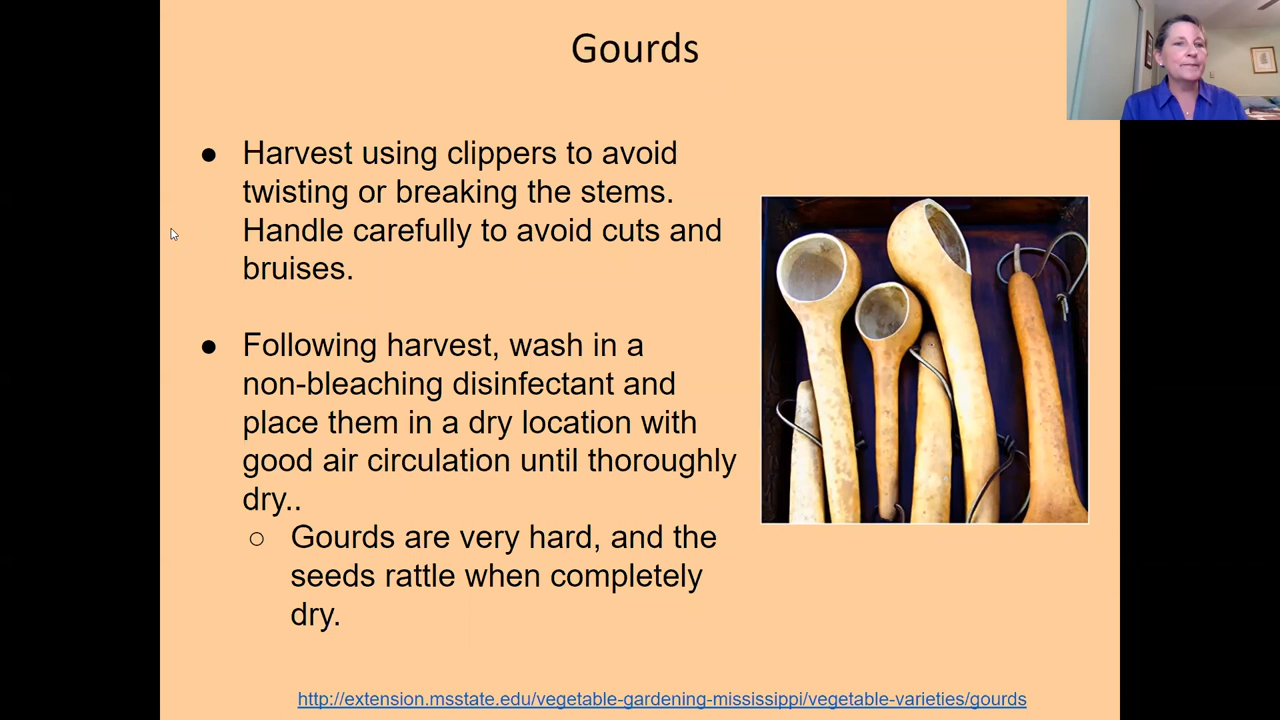 Gourds
● Harvest using clippers to avoid
twisting or breaking the stems.
Handle carefully to avoid cuts and
bruises.
● Following harvest, wash in a
non-bleaching disinfectant and
place them in a dry location with
good air circulation until thoroughly
dry..
○ Gourds are very hard, and the
seeds rattle when completely
dry.
http://extension.msstate.edu/vegetable-gardening-mississippi/vegetable-varieties/gourds